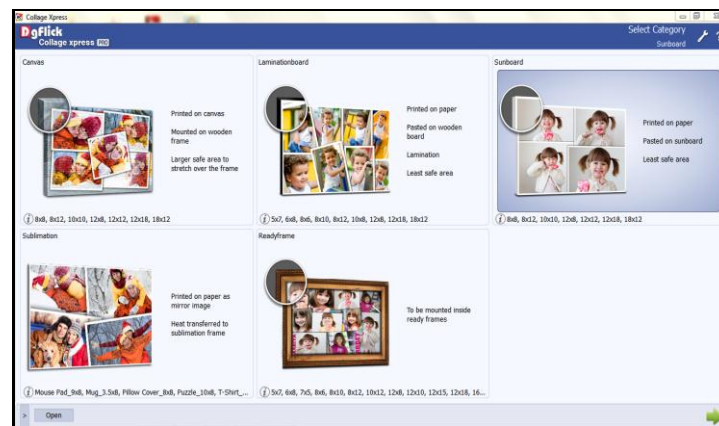 Collage Xpress
DgFlick
Collage xpress PRO
Select Category
Sunboard
Canvas
Printed on canvas
Mounted on wooden
frame
Larger safe area to
stretch over the frame
8x8, 8x12, 10x10, 12x8, 12x12, 12x18, 18x12
Laminationboard
Printed on paper
Pasted on wooden
board
Lamination
Least safe area
5x7, 6x8, 8x6, 8x10, 8x12, 10x8, 12x8, 12x18, 18x12
Sunboard
Printed on paper
Pasted on sunboard
Least safe area
8x8, 8x12, 10x10, 12x8, 12x12, 12x18, 18x12
Sublimation
Printed on paper as
mirror image
Heat transferred to
sublimation frame
Mouse Pad_9x8, Mug_3.5x8, Pillow Cover_8x8, Puzzle_10x8, T-Shirt_...
Readyframe
To be mounted inside
ready frames
5x7, 6x8, 7x5, 8x6, 8x10, 8x12, 10x12, 12x8, 12x10, 12x15, 12x18, 16...
> Open